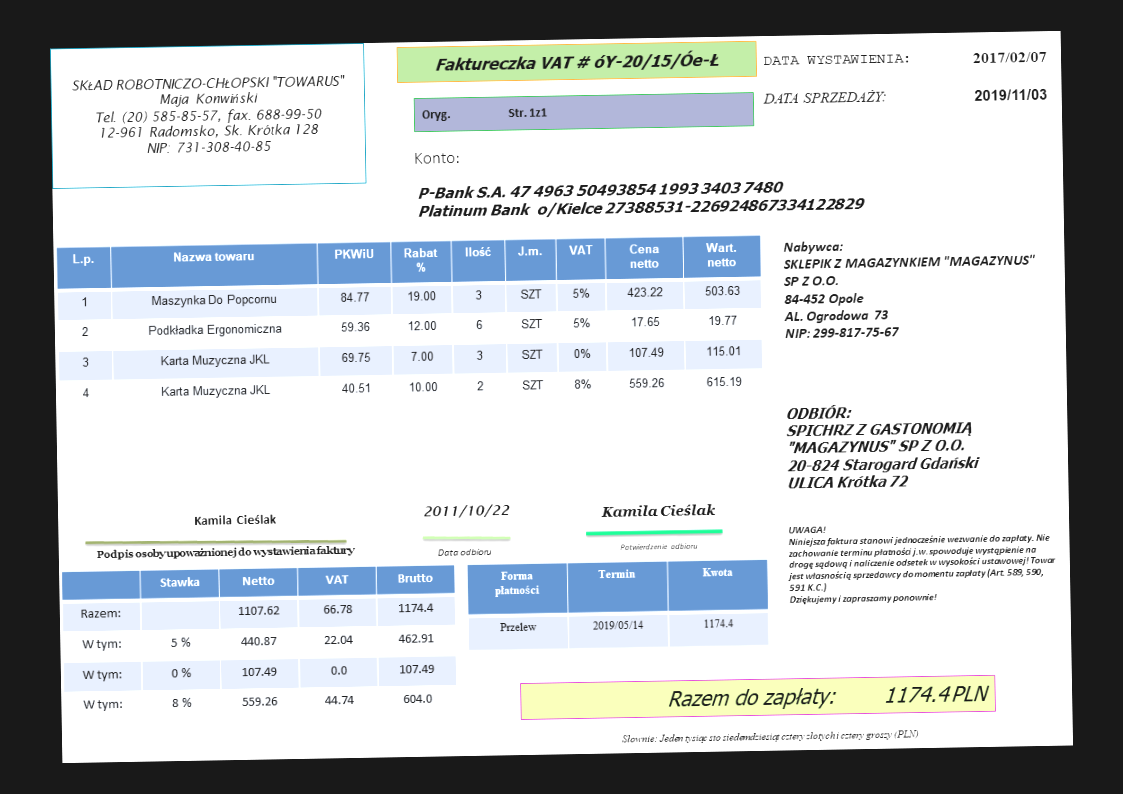 SKŁAD ROBOTNICZO-CHŁOPSKI "TOWARUS"
Maja Konwiński
Tel. (20) 585-85-57, fax. 688-99-50
12-961 Radomsko, Sk. Krótka 128
NIP: 731-308-40-85
Faktureczka VAT # óY-20/15/Óe-Ł
Oryg. Str. 1z1
DATA WYSTAWIENIA: 2017/02/07
DATA SPRZEDAŻY: 2019/11/03
Konto:
P-Bank S.A. 47 4963 50493854 1993 3403 7480
Platinum Bank o/Kielce 27388531-226924867334122829
L.p. Nazwa towaru PKWiU Rabat % Ilość J.m. VAT Cena netto Wart. netto
1 Maszynka Do Popcornu 84.77 19.00 3 SZT 5% 423.22 503.63
2 Podkładka Ergonomiczna 59.36 12.00 6 SZT 5% 17.65 19.77
3 Karta Muzyczna JKL 69.75 7.00 3 SZT 0% 107.49 115.01
4 Karta Muzyczna JKL 40.51 10.00 2 SZT 8% 559.26 615.19
Nabywca:
SKLEPIK Z MAGAZYNKIEM "MAGAZYNUS"
SP Z O.O.
84-452 Opole
AL. Ogrodowa 73
NIP: 299-817-75-67
ODBIÓR:
SPICHRZ Z GASTONOMIĄ
"MAGAZYNUS" SP Z O.O.
20-824 Starogard Gdański
ULICA Krótka 72
Kamila Cieślak
Podpis osoby upoważnionej do wystawienia faktury
2011/10/22
Data odbioru
Kamila Cieślak
Potwierdzenie odbioru
UWAGA!
Niniejsza faktura stanowi jednocześnie wezwanie do zapłaty. Nie
zachowanie terminu płatności j.w. spowoduje wystąpienie na
drogę sądową i naliczenie odsetek w wysokości ustawowej! Towar
jest własnością sprzedawcy do momentu zapłaty (Art. 589, 590,
591 K.C.)
Dziękujemy i zapraszamy ponownie!
Stawka Netto VAT Brutto
Razem: 1107.62 66.78 1174.4
W tym: 5 % 440.87 22.04 462.91
W tym: 0 % 107.49 0.0 107.49
W tym: 8 % 559.26 44.74 604.0
Forma płatności Termin Kwota
Przelew 2019/05/14 1174.4
Razem do zapłaty: 1174.4 PLN
Słownie: Jeden tysiąc sto siedemdziesiąt cztery złotych i cztery groszy (PLN)